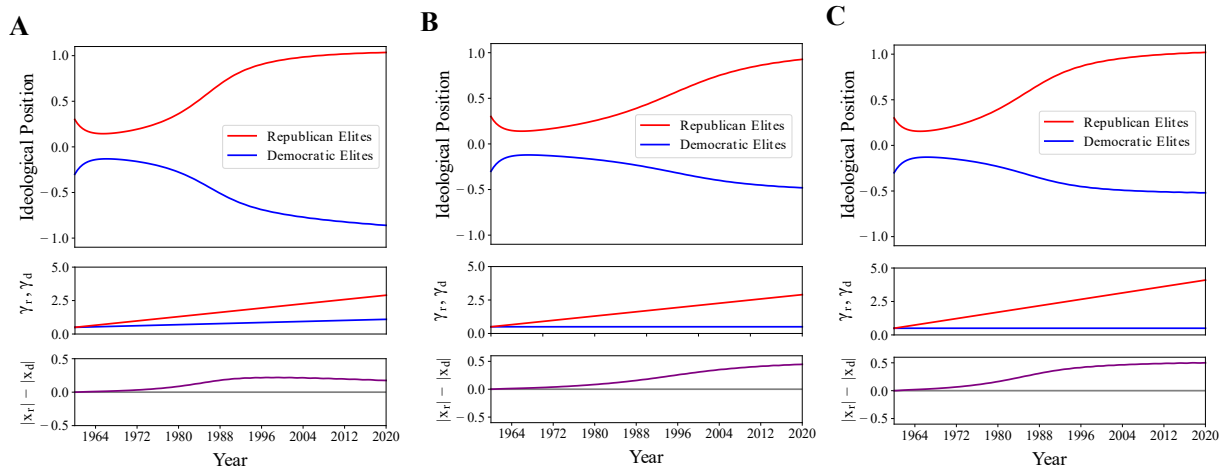 A
Ideological Position
1.0
0.5
0.0
− 0.5
− 1.0
Republican Elites
Democratic Elites
γr , γd
5.0
2.5
0.0
|xr| − |xd|
0.5
0.0
− 0.5
1964 1972 1980 1988 1996 2004 2012 2020
Year
B
Ideological Position
1.0
0.5
0.0
− 0.5
− 1.0
Republican Elites
Democratic Elites
γr , γd
5.0
2.5
0.0
|xr| − |xd|
0.5
0.0
− 0.5
1964 1972 1980 1988 1996 2004 2012 2020
Year
C
Ideological Position
1.0
0.5
0.0
− 0.5
− 1.0
Republican Elites
Democratic Elites
γr , γd
5.0
2.5
0.0
|xr| − |xd|
0.5
0.0
− 0.5
1964 1972 1980 1988 1996 2004 2012 2020
Year